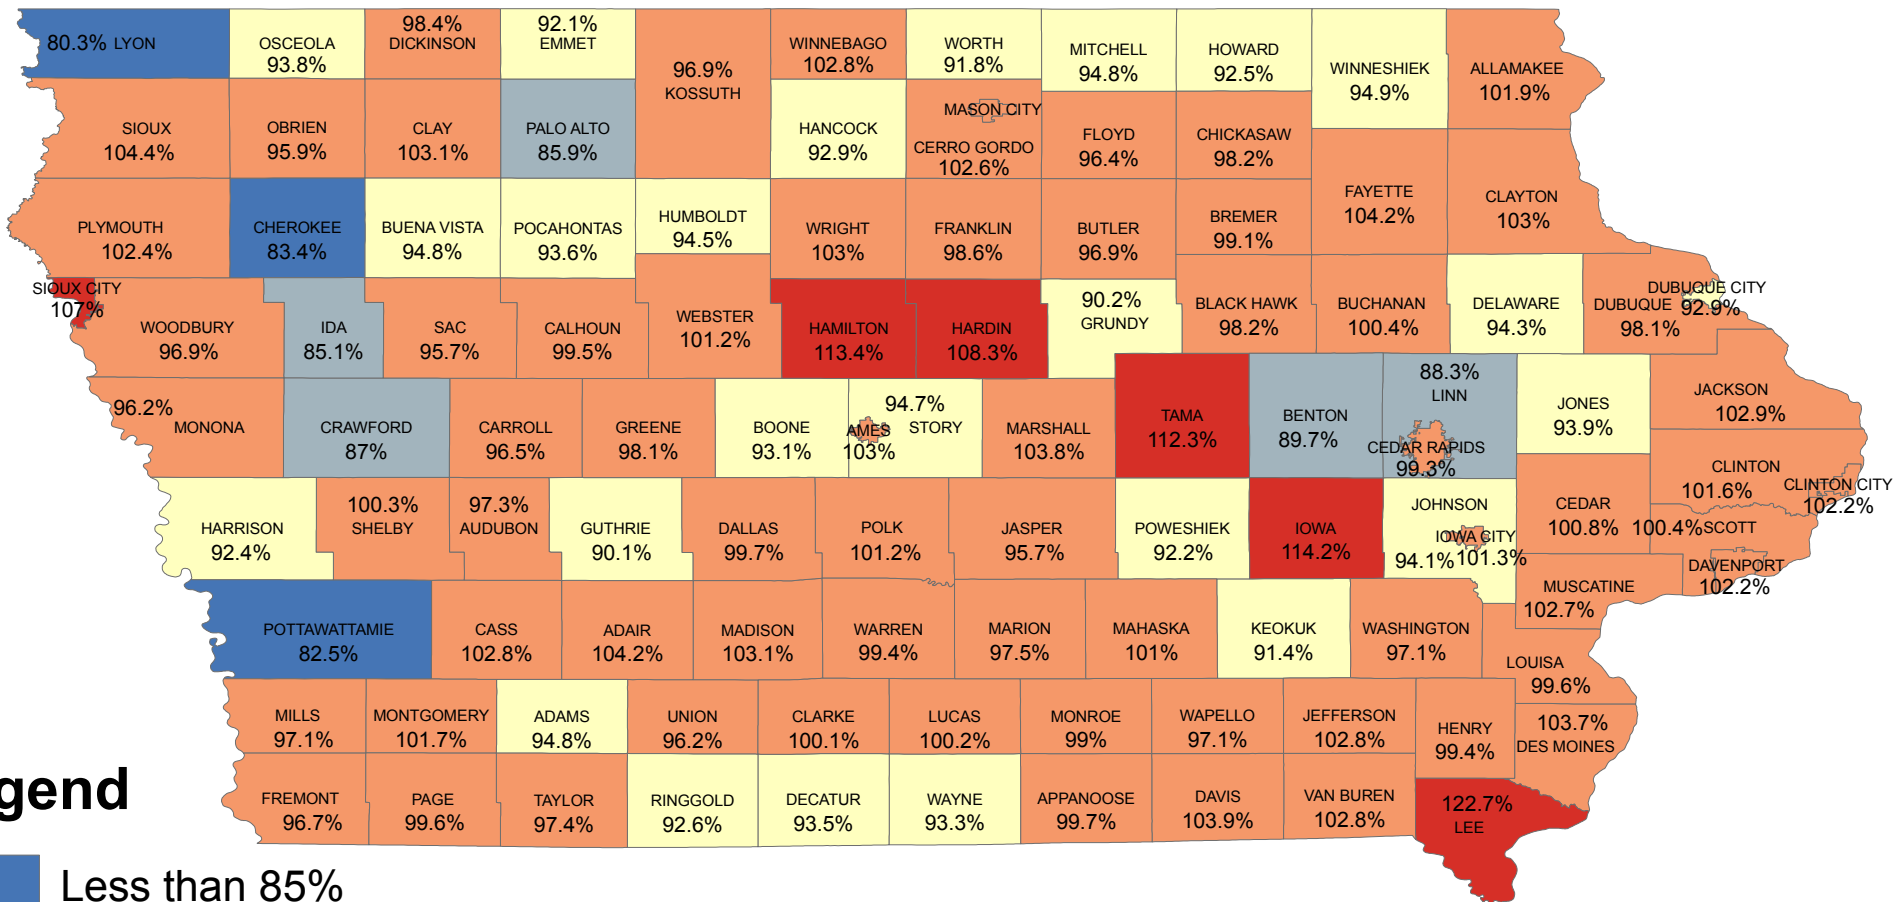 80.3% LYON
OSCEOLA
93.8%
98.4%
DICKINSON
92.1%
EMMET
96.9%
KOSSUTH
WINNEBAGO
102.8%
WORTH
91.8%
MITCHELL
94.8%
HOWARD
92.5%
WINNESHIEK
94.9%
ALLAMAKEE
101.9%
SIOUX
104.4%
OBRIEN
95.9%
CLAY
103.1%
PALO ALTO
85.9%
HANCOCK
92.9%
MASON CITY
CERRO GORDO
102.6%
FLOYD
96.4%
CHICKASAW
98.2%
FAYETTE
104.2%
CLAYTON
103%
PLYMOUTH
102.4%
CHEROKEE
83.4%
BUENA VISTA
94.8%
POCAHONTAS
93.6%
HUMBOLDT
94.5%
WRIGHT
103%
FRANKLIN
98.6%
BUTLER
96.9%
BREMER
99.1%
SIOUX CITY
107%
WOODBURY
96.9%
IDA
85.1%
SAC
95.7%
CALHOUN
99.5%
WEBSTER
101.2%
HAMILTON
113.4%
HARDIN
108.3%
90.2%
GRUNDY
BLACK HAWK
98.2%
BUCHANAN
100.4%
DELAWARE
94.3%
DUBUQUE
98.1%
DUBUQUE CITY
92.9%
96.2%
MONONA
CRAWFORD
87%
CARROLL
96.5%
GREENE
98.1%
BOONE
93.1%
AMES
103%
94.7%
STORY
MARSHALL
103.8%
TAMA
112.3%
BENTON
89.7%
88.3%
LINN
CEDAR RAPIDS
99.3%
JONES
93.9%
JACKSON
102.9%
CLINTON
101.6%
CLINTON CITY
102.2%
HARRISON
92.4%
100.3%
SHELBY
97.3%
AUDUBON
GUTHRIE
90.1%
DALLAS
99.7%
POLK
101.2%
JASPER
95.7%
POWESHIEK
92.2%
IOWA
114.2%
JOHNSON
94.1%
IOWA CITY
101.3%
CEDAR
100.8%
100.4% SCOTT
DAVENPORT
102.2%
MUSCATINE
102.7%
POTTAWATTAMIE
82.5%
CASS
102.8%
ADAIR
104.2%
MADISON
103.1%
WARREN
99.4%
MARION
97.5%
MAHASKA
101%
KEOKUK
91.4%
WASHINGTON
97.1%
LOUISA
99.6%
MILLS
97.1%
MONTGOMERY
101.7%
ADAMS
94.8%
UNION
96.2%
CLARKE
100.1%
LUCAS
100.2%
MONROE
99%
WAPELLO
97.1%
JEFFERSON
102.8%
HENRY
99.4%
103.7%
DES MOINES
FREMONT
96.7%
PAGE
99.6%
TAYLOR
97.4%
RINGGOLD
92.6%
DECATUR
93.5%
WAYNE
93.3%
APPANOOSE
99.7%
DAVIS
103.9%
VAN BUREN
102.8%
122.7%
LEE
gend
Less than 85%